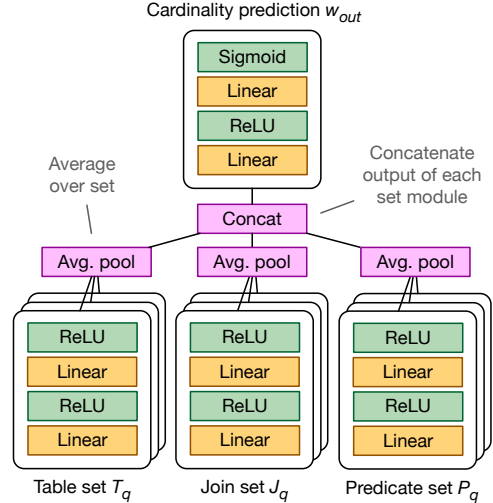 Cardinality prediction w_out
Sigmoid
Linear
ReLU
Linear
Average
over set
Concatenate
output of each
set module
Concat
Avg. pool
Avg. pool
Avg. pool
ReLU
Linear
ReLU
Linear
ReLU
Linear
ReLU
Linear
ReLU
Linear
ReLU
Linear
Table set T_q
Join set J_q
Predicate set P_q